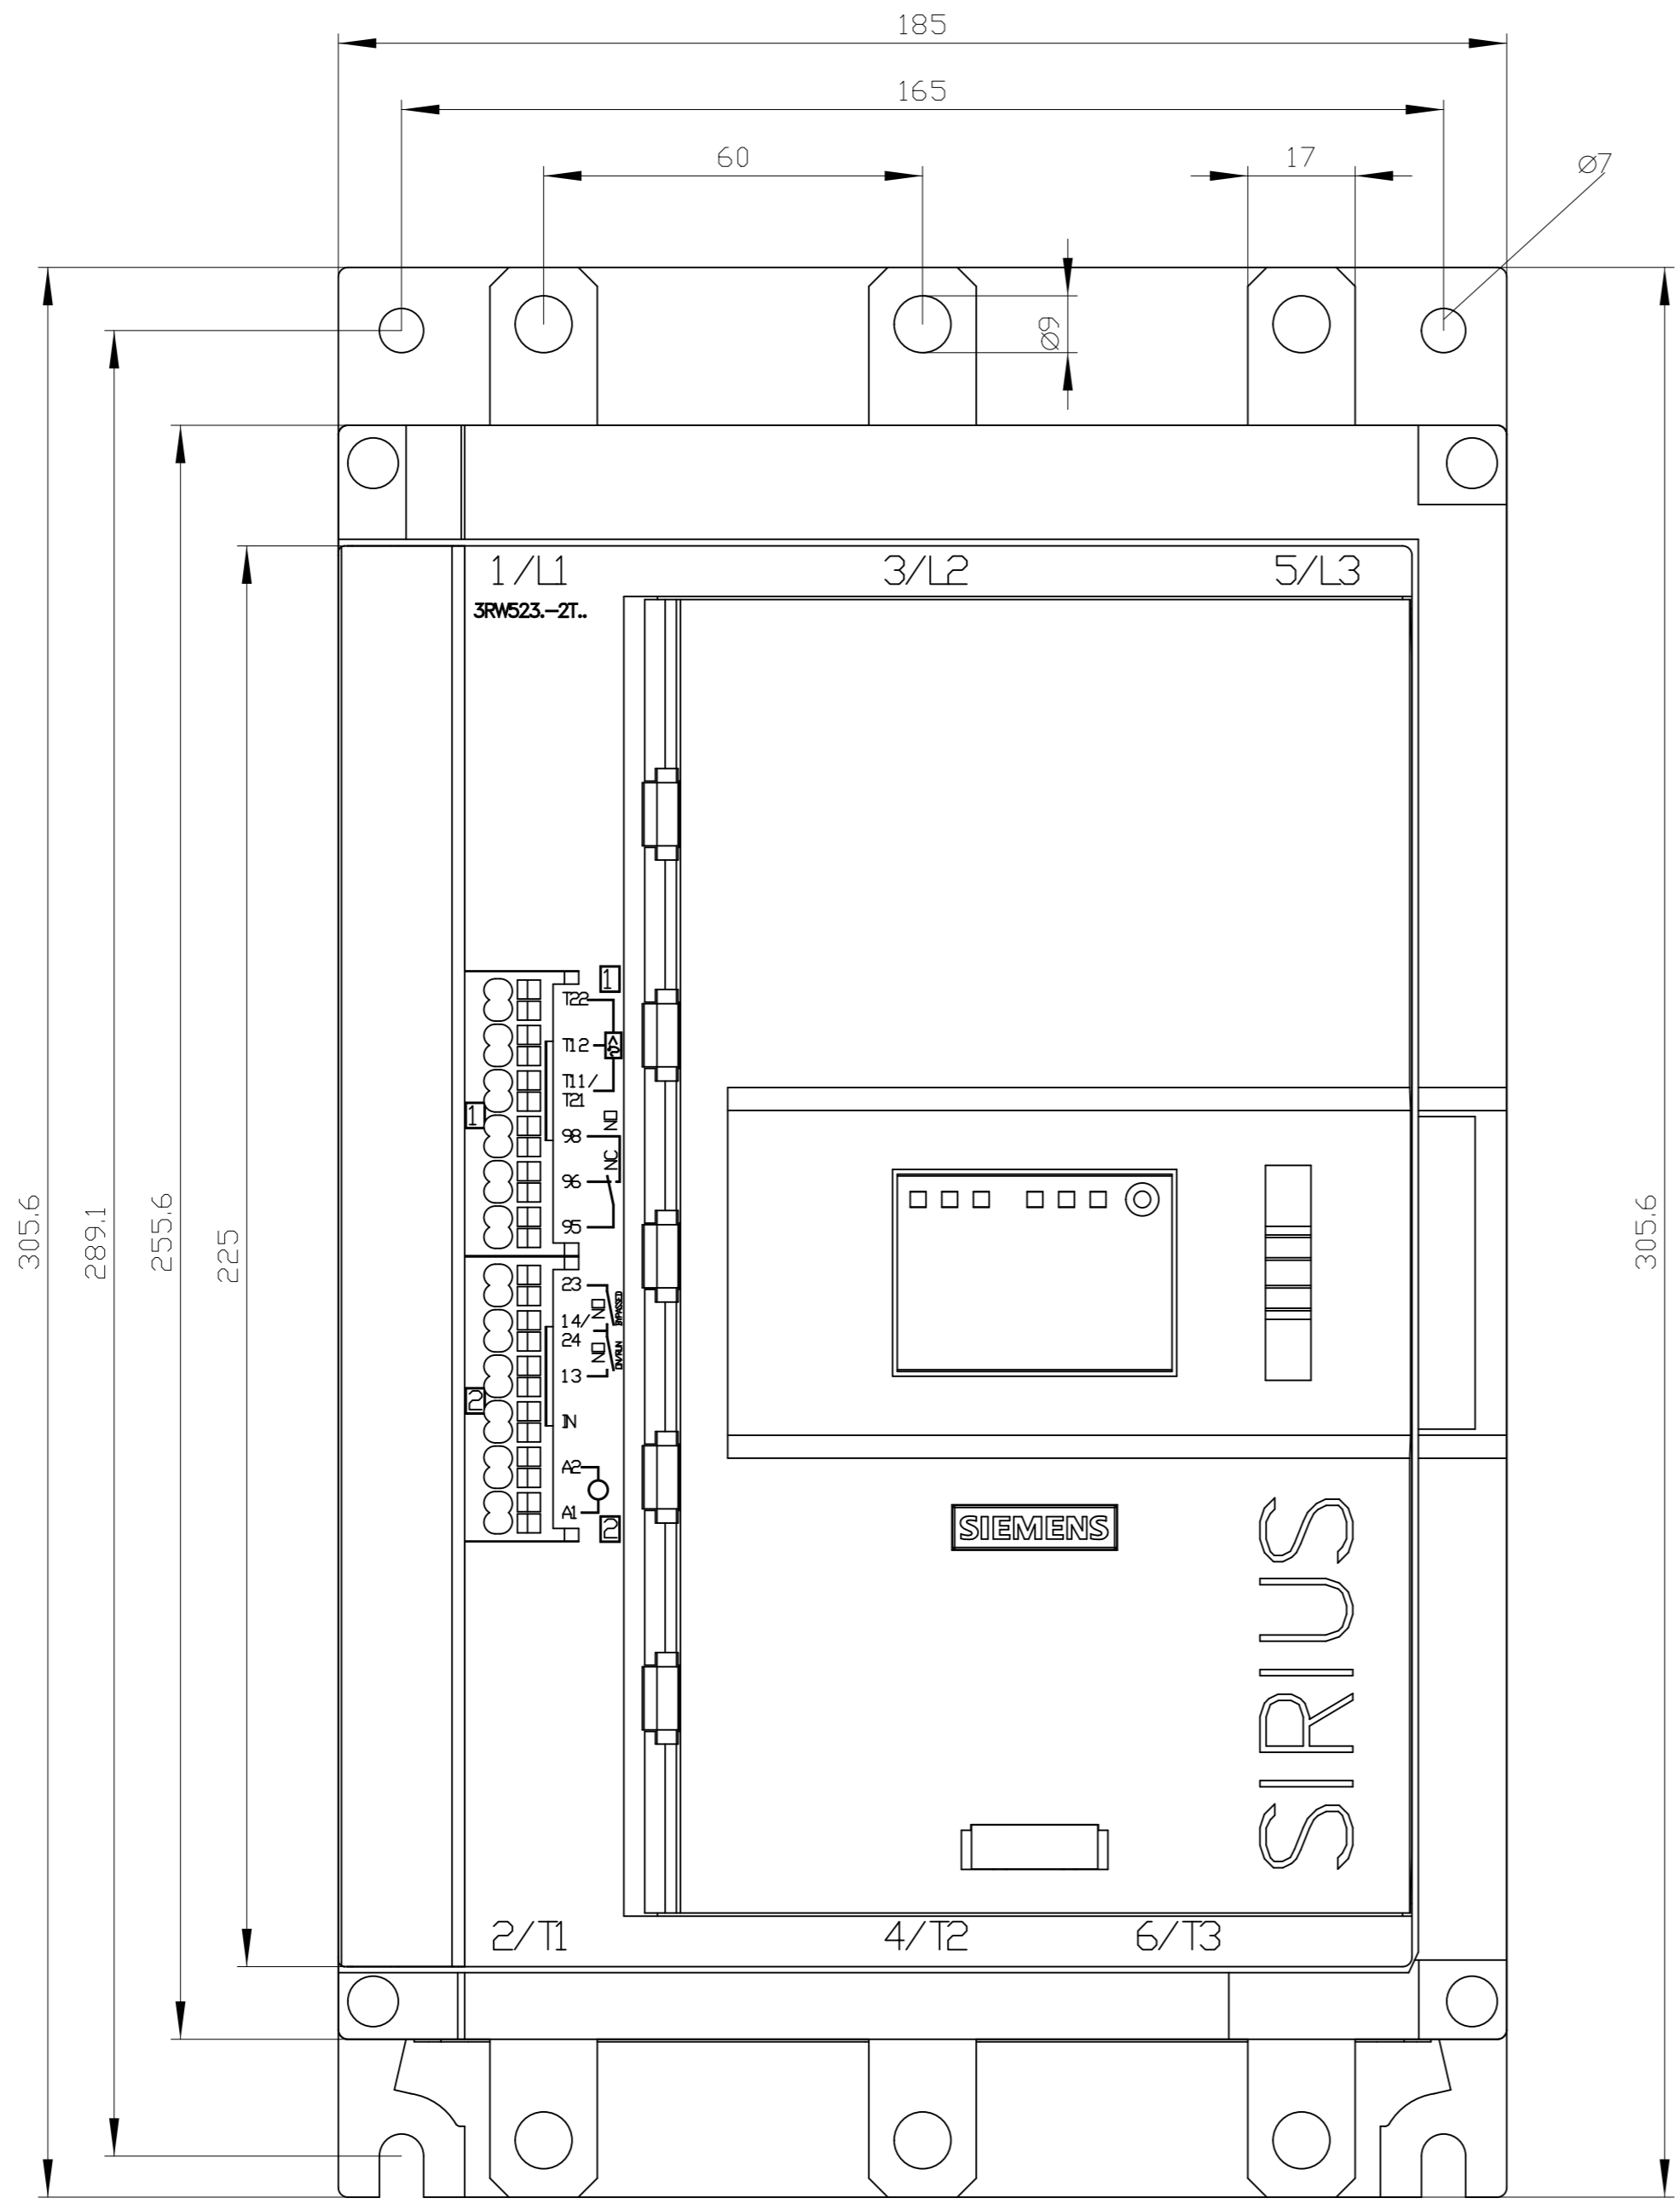 185
165
60
17
Ø7
Ø9
1/L1 3/L2 5/L3
3RW523.-2T..
1
T22
T12
T11/
T21
1
98
NO
96
NC
95
23
NO
BYPASSED
14/
24
NO
ON/RUN
13
2
IN
A2
A1
2
305.6
289.1
255.6
225
305.6
SIEMENS
SIRIUS
2/T1 4/T2 6/T3